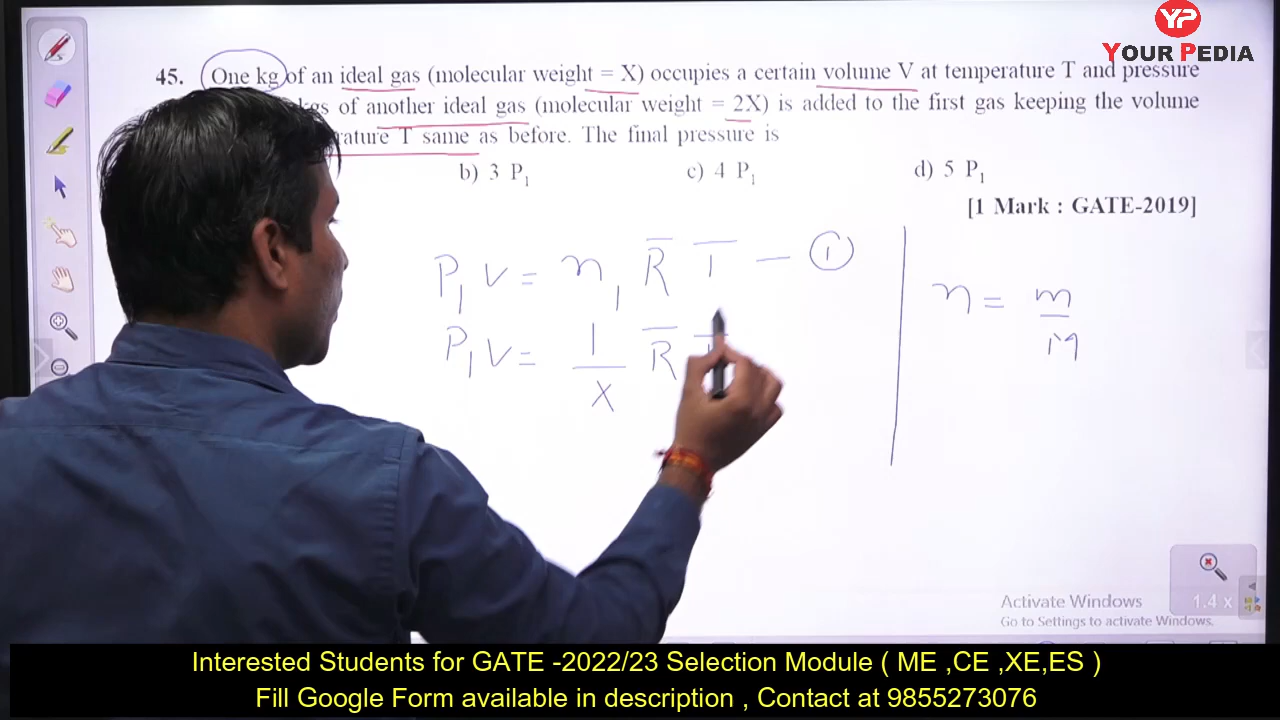 YP
YOUR PEDIA
45. One kg of an ideal gas (molecular weight = X) occupies a certain volume V at temperature T and pressure
kgs of another ideal gas (molecular weight = 2X) is added to the first gas keeping the volume
T same as before. The final pressure is
b) 3 P1 c) 4 P1 d) 5 P1
[1 Mark : GATE-2019]
P1 V = n1 R̅ T — ①
P1 V = 1/X R̅ T
n = m/M
1.4 x
Activate Windows
Go to Settings to activate Windows.
Interested Students for GATE -2022/23 Selection Module ( ME ,CE ,XE,ES )
Fill Google Form available in description , Contact at 9855273076